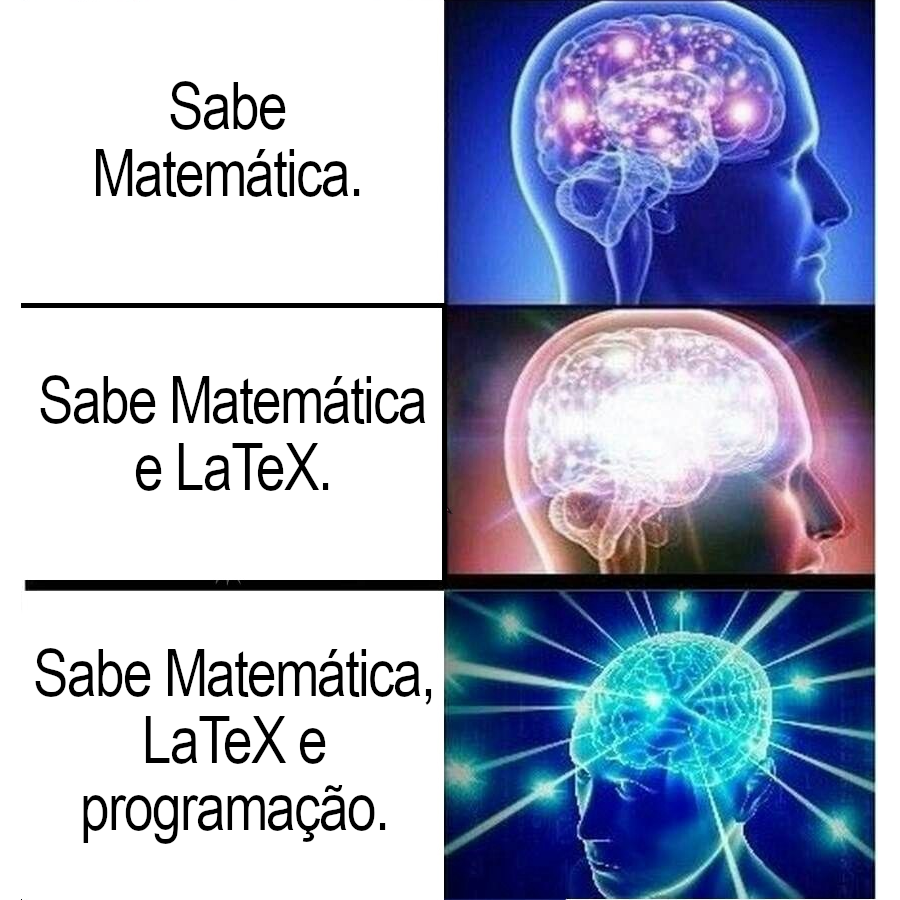 Sabe
Matemática.
Sabe Matemática
e LaTeX.
Sabe Matemática,
LaTeX e
programação.